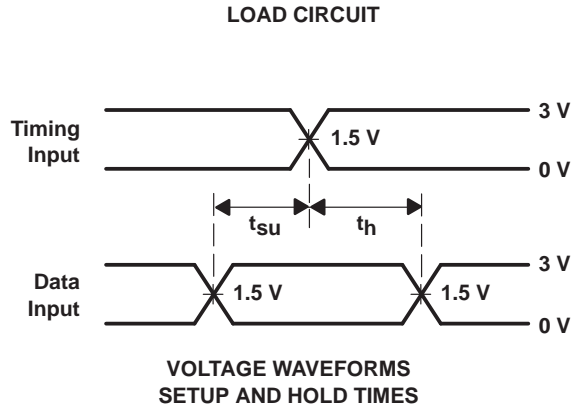 LOAD CIRCUIT
3 V
Timing
Input
1.5 V
0 V
tsu
th
3 V
Data
Input
1.5 V
1.5 V
0 V
VOLTAGE WAVEFORMS
SETUP AND HOLD TIMES